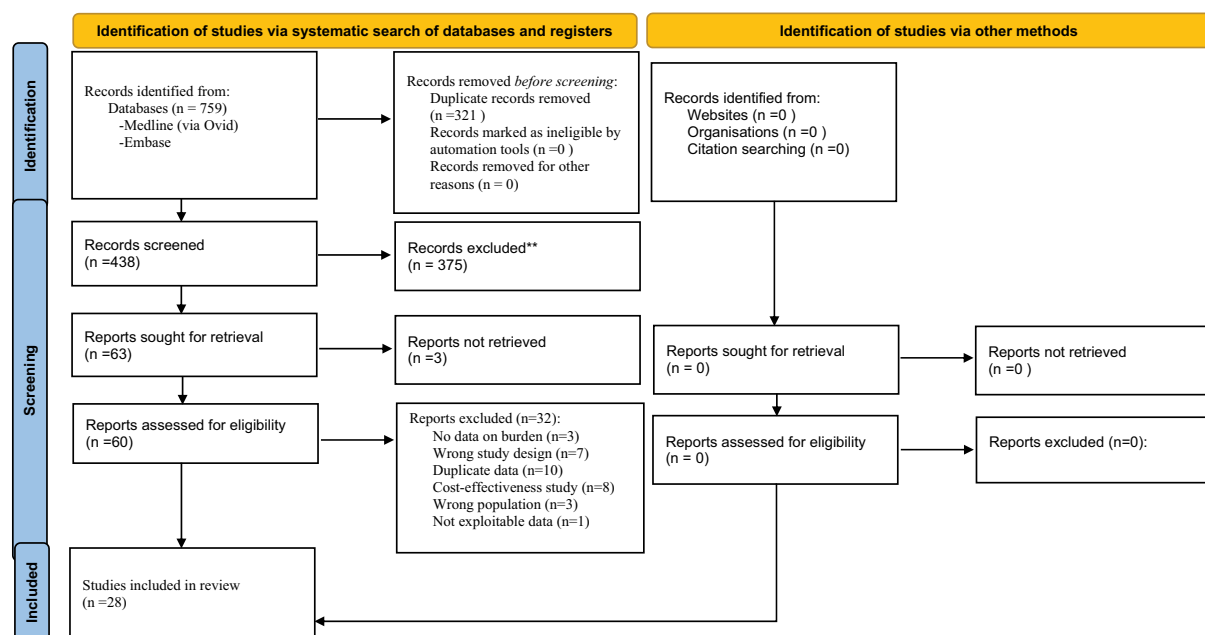 Identification of studies via systematic search of databases and registers
Identification of studies via other methods
Identification
Records identified from:
Databases (n = 759)
-Medline (via Ovid)
-Embase
Records removed before screening:
Duplicate records removed
(n =321 )
Records marked as ineligible by
automation tools (n =0 )
Records removed for other
reasons (n = 0)
Records identified from:
Websites (n =0 )
Organisations (n =0 )
Citation searching (n =0)
Screening
Records screened
(n =438)
Records excluded**
(n = 375)
Reports sought for retrieval
(n =63)
Reports not retrieved
(n =3)
Reports sought for retrieval
(n = 0)
Reports not retrieved
(n =0 )
Reports assessed for eligibility
(n =60)
Reports excluded (n=32):
No data on burden (n=3)
Wrong study design (n=7)
Duplicate data (n=10)
Cost-effectiveness study (n=8)
Wrong population (n=3)
Not exploitable data (n=1)
Reports assessed for eligibility
(n = 0)
Reports excluded (n=0):
Included
Studies included in review
(n =28)